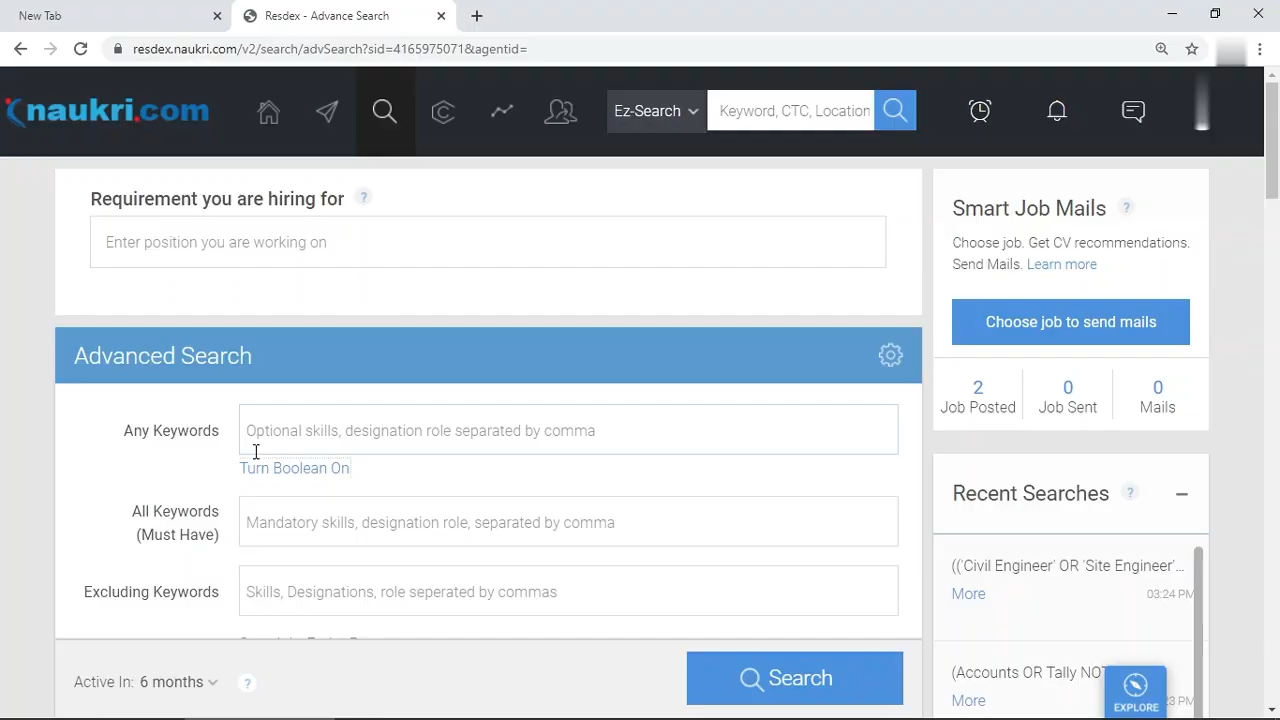 New Tab
Resdex - Advance Search
resdex.naukri.com/v2/search/advSearch?sid=4165975071&agentid=
naukri.com
Ez-Search
Keyword, CTC, Location
Requirement you are hiring for ?
Enter position you are working on
Smart Job Mails ?
Choose job. Get CV recommendations.
Send Mails. Learn more
Choose job to send mails
2 0 0
Job Posted Job Sent Mails
Advanced Search
Any Keywords
Optional skills, designation role separated by comma
Turn Boolean On
All Keywords
(Must Have)
Mandatory skills, designation role, separated by comma
Excluding Keywords
Skills, Designations, role seperated by commas
Active In: 6 months ?
Search
Recent Searches ?
(('Civil Engineer' OR 'Site Engineer'...
More 03:24 PM
(Accounts OR Tally
More PM
EXPLORE